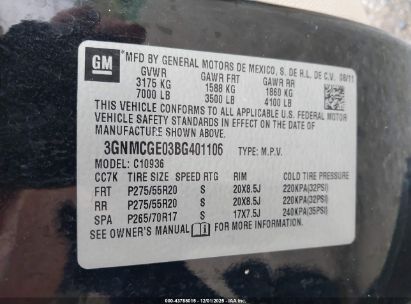 GM MFD BY GENERAL MOTORS DE MEXICO, S. DE R.L. DE C.V. 08/11
GVWR GAWR FRT GAWR RR
3175 KG 1588 KG 1860 KG
7000 LB 3500 LB 4100 LB
THIS VEHICLE CONFORMS TO ALL APPLICABLE U.S. FEDERAL MOTOR
VEHICLE SAFETY STANDARDS IN EFFECT ON THE DATE OF
MANUFACTURE SHOWN ABOVE.
3GNMCGE03BG401106 TYPE: M.P.V.
MODEL: C10936
CC7K TIRE SIZE SPEED RIM COLD TIRE PRESSURE
FRT P275/55R20 S 20X8.5J 220KPA(32PSI)
RR P275/55R20 S 20X8.5J 220KPA(32PSI)
SPA P265/70R17 S 17X7.5J 240KPA(35PSI)
SEE OWNER'S MANUAL FOR MORE INFORMATION.